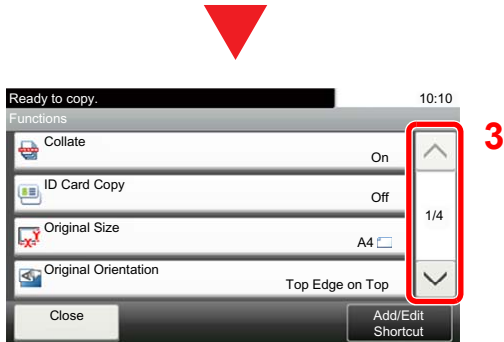 Ready to copy.
10:10
Functions
3
Collate
On
ID Card Copy
Off
1/4
Original Size
A4
Original Orientation
Top Edge on Top
Close
Add/Edit
Shortcut